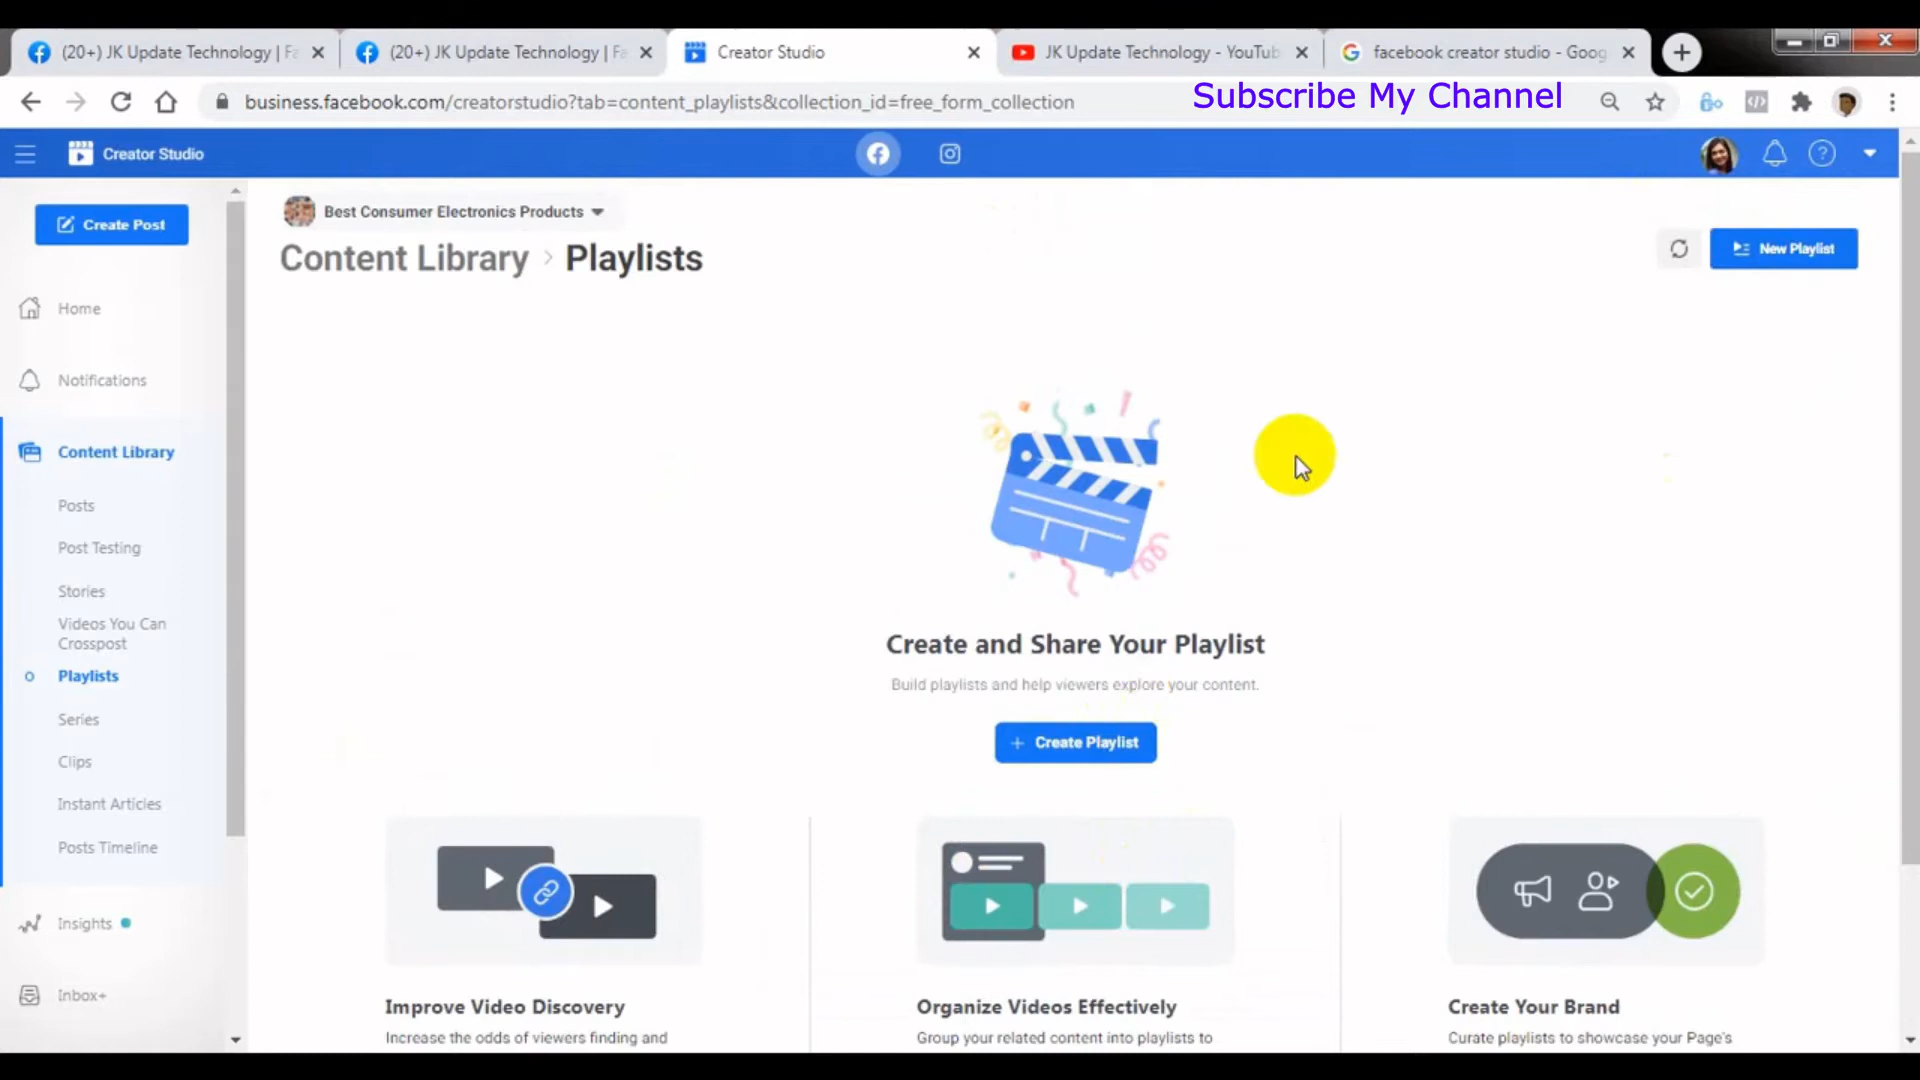 (20+) JK Update Technology | Fa
(20+) JK Update Technology | Fa
Creator Studio
JK Update Technology - YouTub
facebook creator studio - Goog
business.facebook.com/creatorstudio?tab=content_playlists&collection_id=free_form_collection
Subscribe My Channel
Creator Studio
Create Post
Home
Notifications
Content Library
Posts
Post Testing
Stories
Videos You Can
Crosspost
Playlists
Series
Clips
Instant Articles
Posts Timeline
Insights
Inbox+
Best Consumer Electronics Products
Content Library > Playlists
New Playlist
Create and Share Your Playlist
Build playlists and help viewers explore your content.
+ Create Playlist
Improve Video Discovery
Increase the odds of viewers finding and
Organize Videos Effectively
Group your related content into playlists to
Create Your Brand
Curate playlists to showcase your Page's